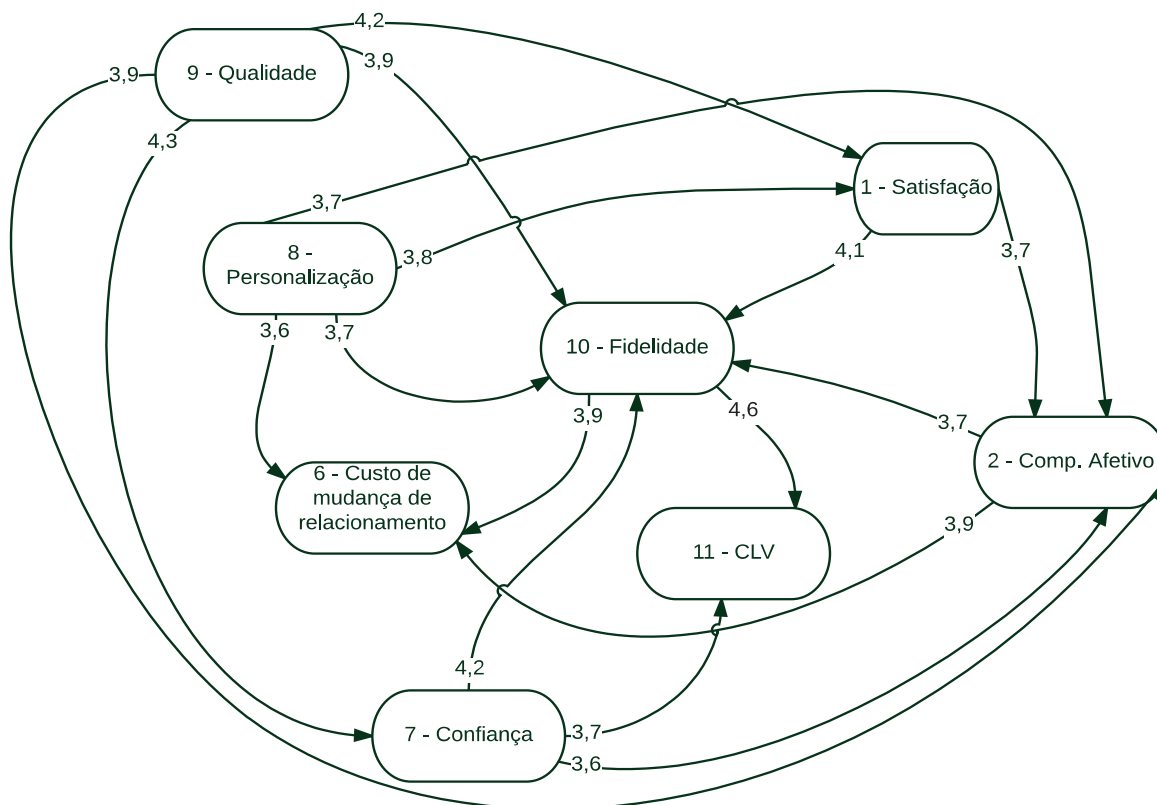 4,2
9 - Qualidade
3,9
3,9
4,3
1 - Satisfação
3,7
8 -
Personalização
3,8
4,1
3,7
3,6
3,7
10 - Fidelidade
3,9
4,6
3,7
2 - Comp. Afetivo
6 - Custo de
mudança de
relacionamento
3,9
11 - CLV
4,2
7 - Confiança
3,7
3,6